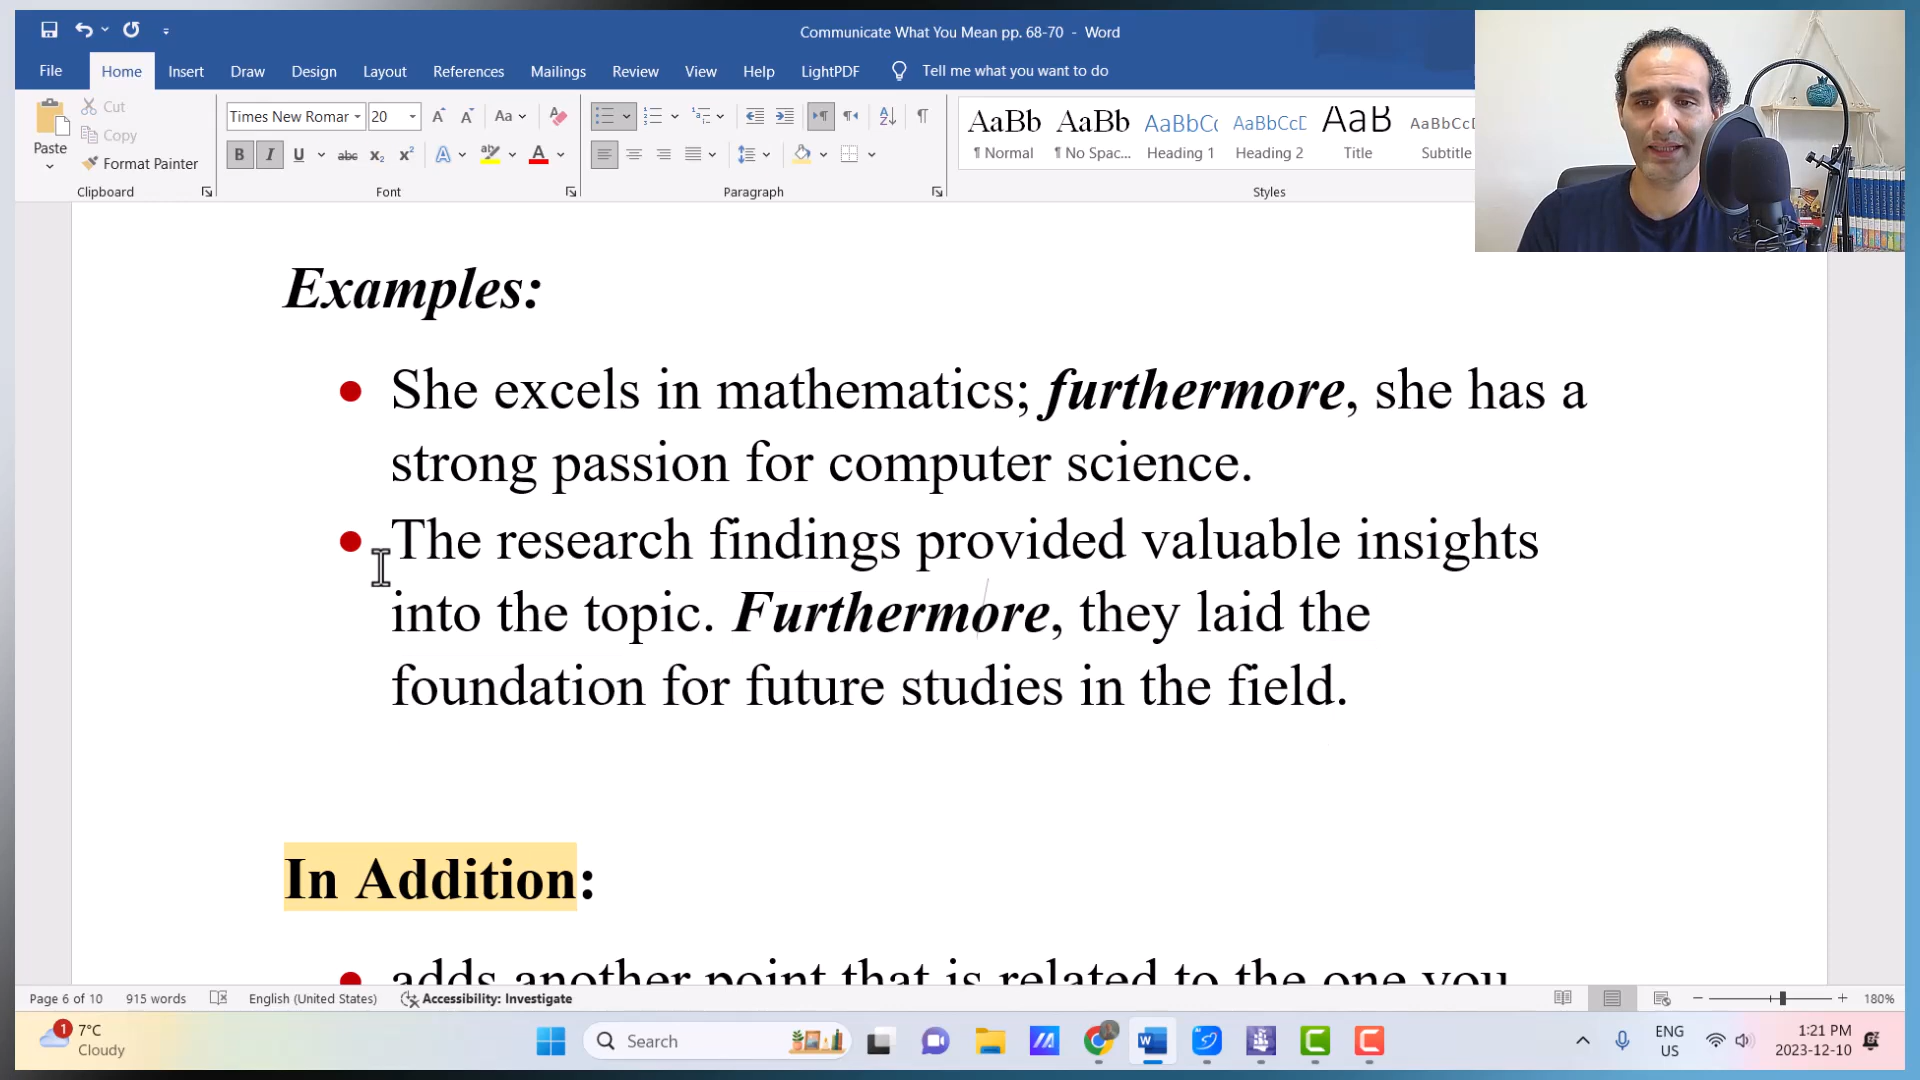 Communicate What You Mean pp. 68-70 - Word
File Home Insert Draw Design Layout References Mailings Review View Help LightPDF Tell me what you want to do
Paste
Cut
Copy
Format Painter
Clipboard
Times New Romar 20
Font
Paragraph
AaBb AaBb AaBbC AaBbCcD AaB AaBbCcD
Normal No Spac... Heading 1 Heading 2 Title Subtitle
Styles
Examples:
She excels in mathematics; furthermore, she has a
strong passion for computer science.
The research findings provided valuable insights
into the topic. Furthermore, they laid the
foundation for future studies in the field.
In Addition:
adds another point that is related to the one you
Page 6 of 10 915 words English (United States) Accessibility: Investigate 180%
1
7°C
Cloudy
Search
ENG
US
1:21 PM
2023-12-10